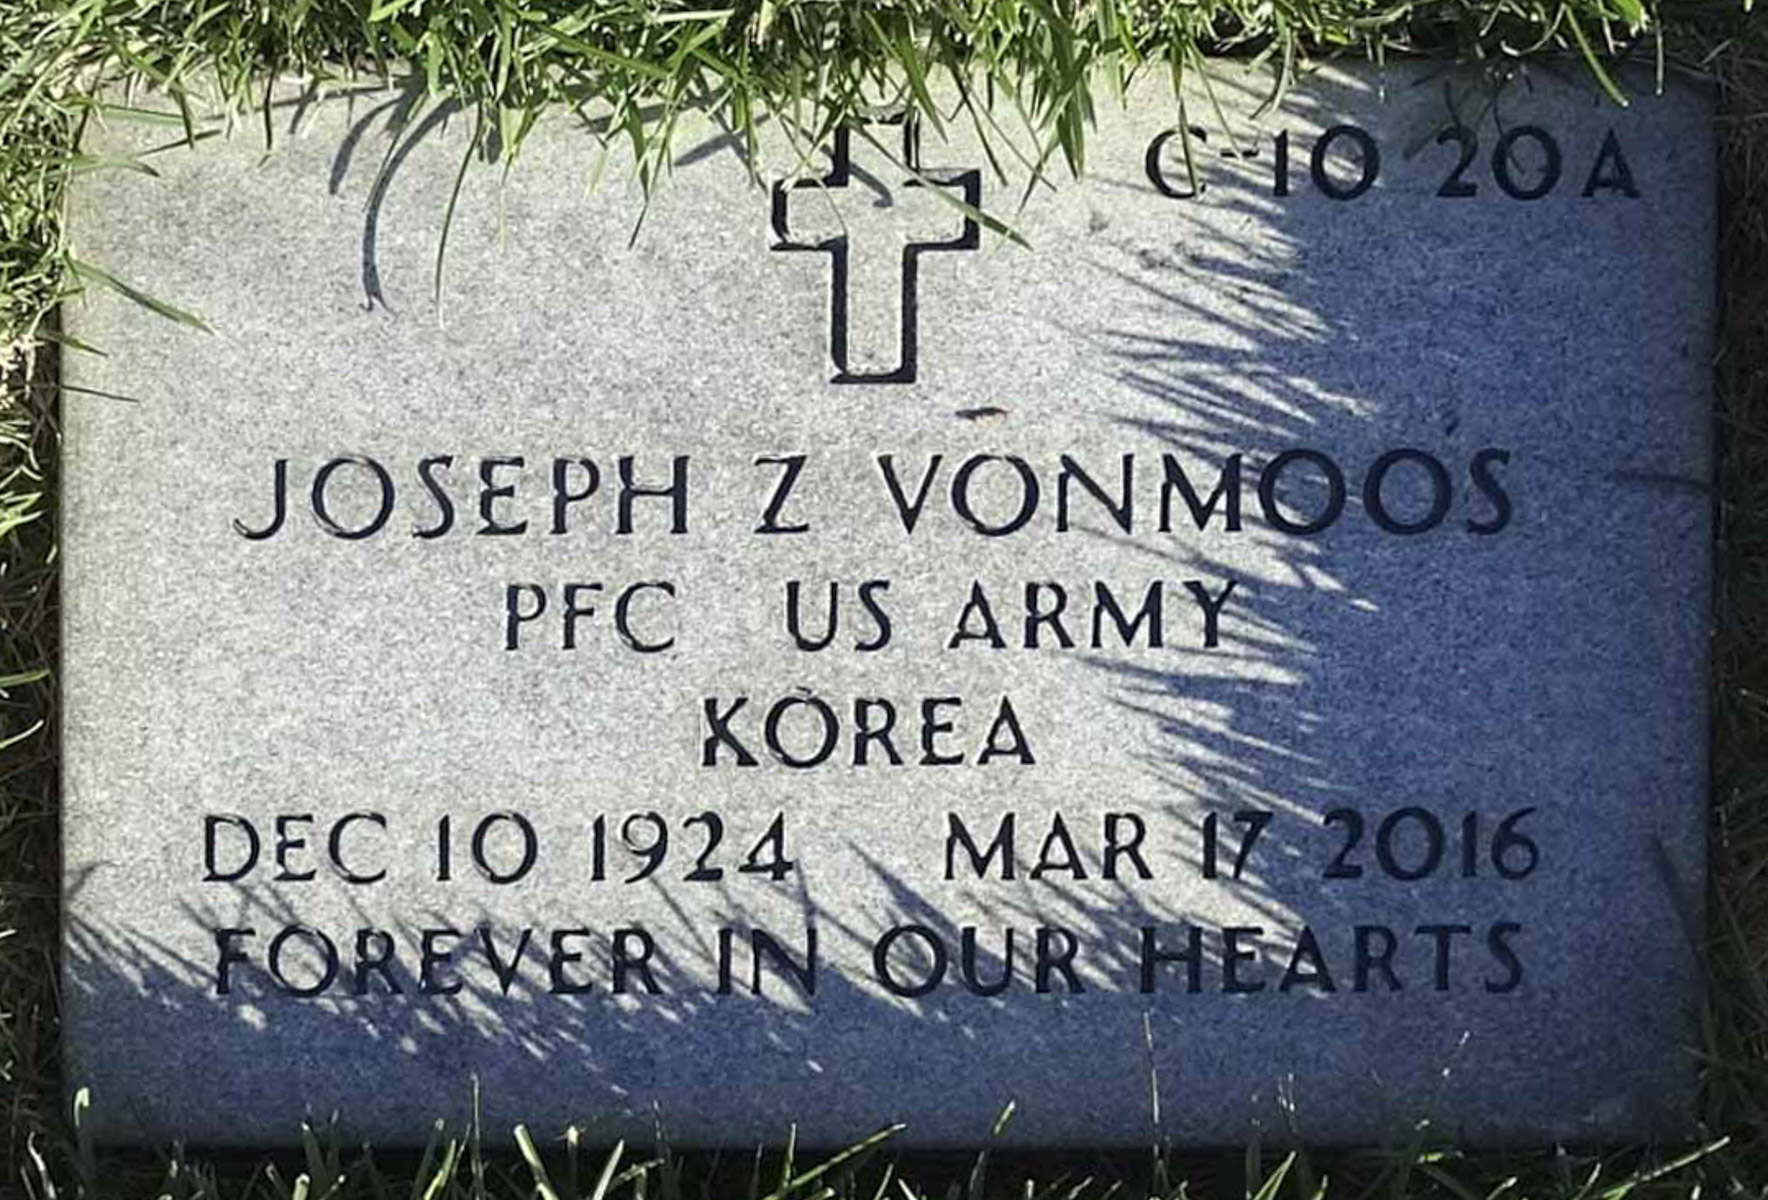 C-10 20A
JOSEPH Z VONMOOS
PFC US ARMY
KOREA
DEC 10 1924 MAR 17 2016
FOREVER IN OUR HEARTS